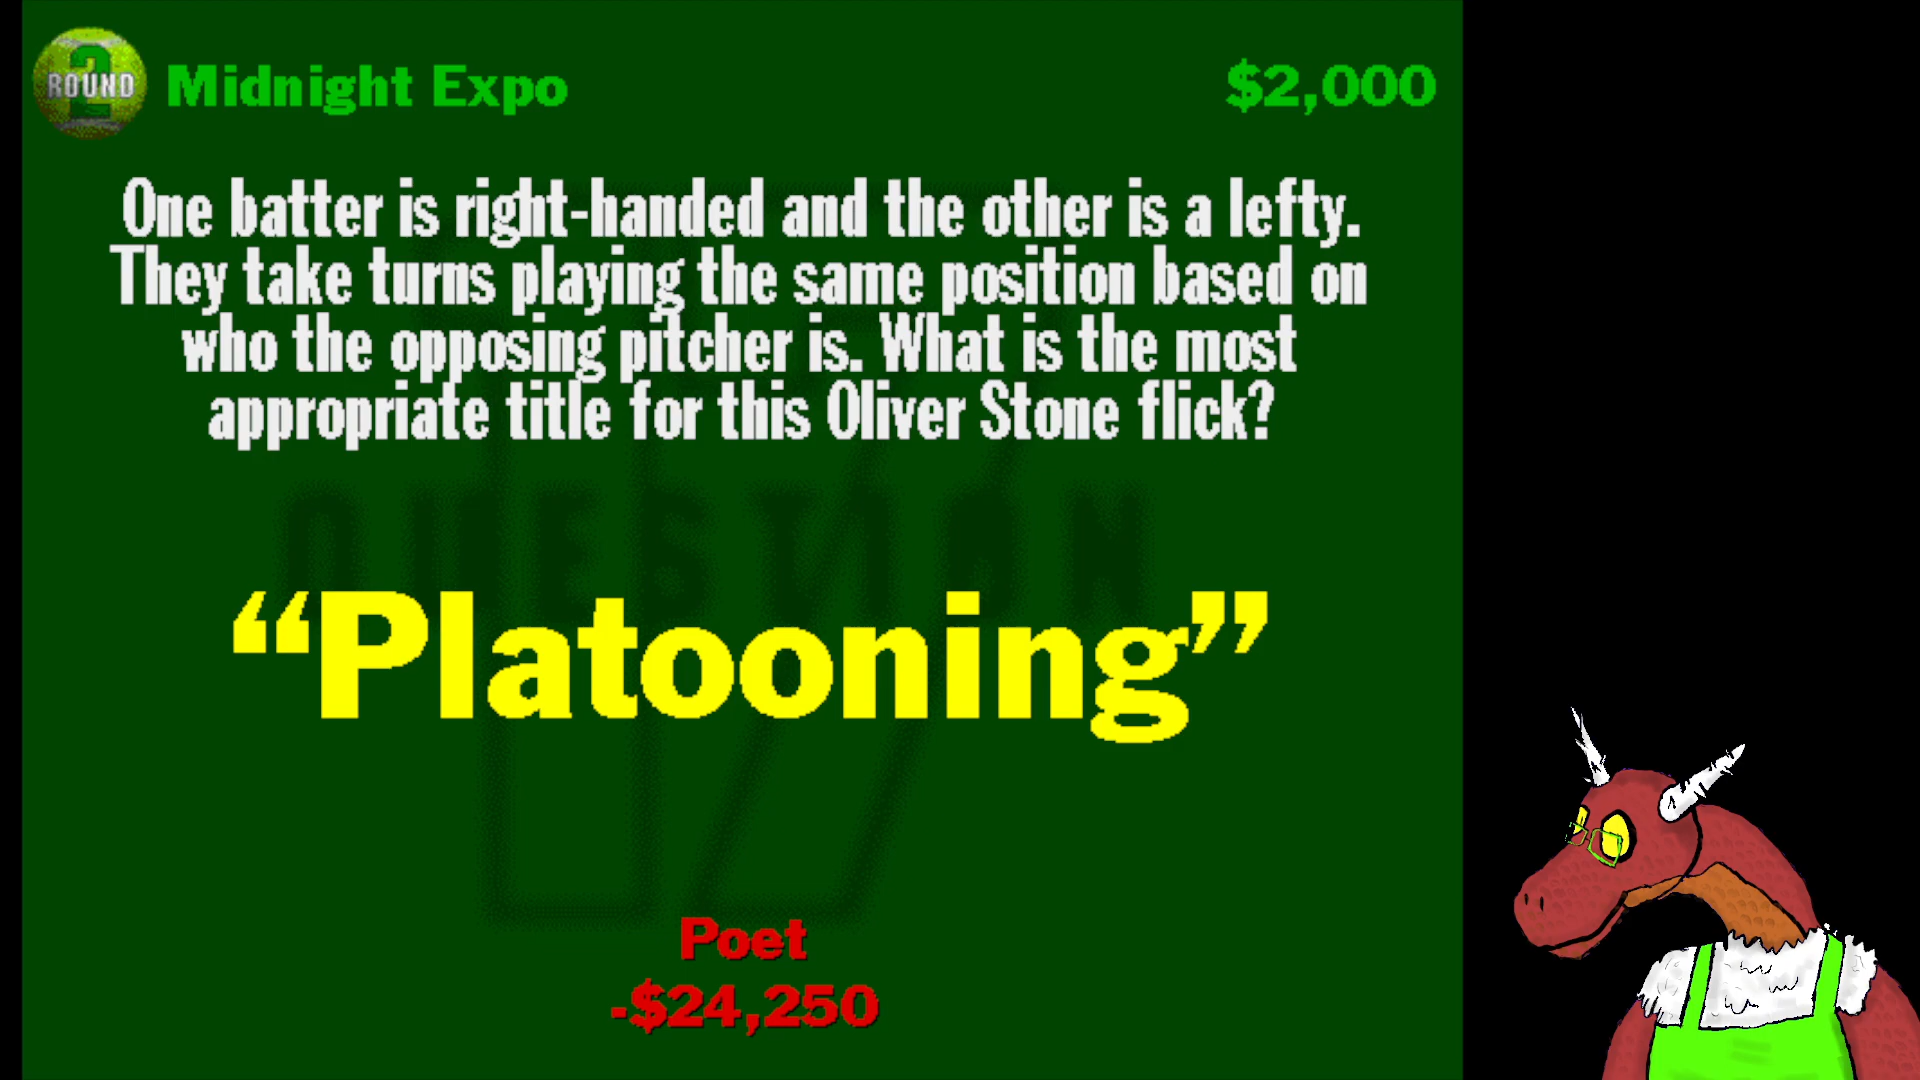 2
ROUND
Midnight Expo
$2,000
One batter is right-handed and the other is a lefty.
They take turns playing the same position based on
who the opposing pitcher is. What is the most
appropriate title for this Oliver Stone flick?
QUESTION
17
“Platooning”
Poet
-$24,250